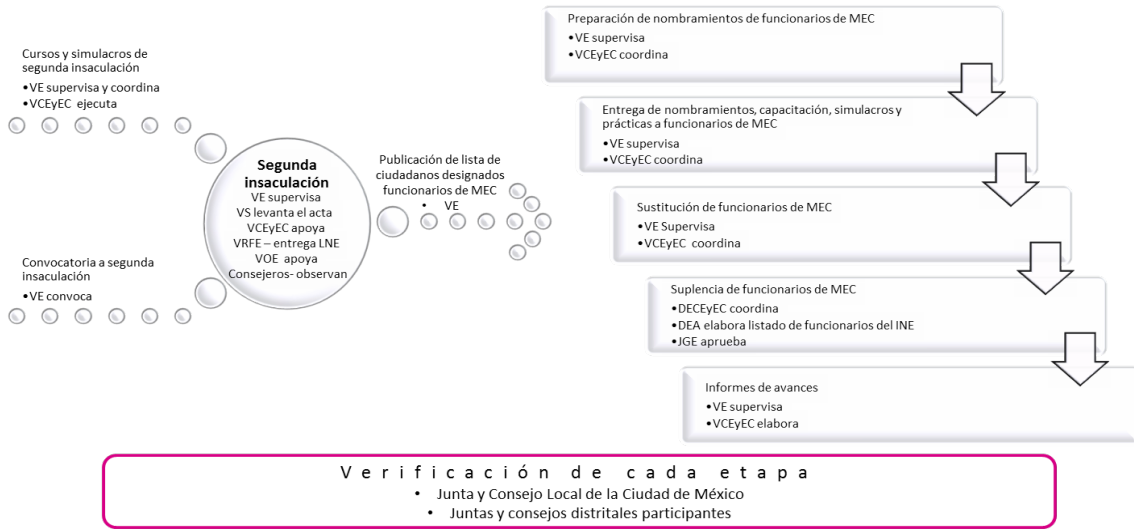 Cursos y simulacros de
segunda insaculación
•VE supervisa y coordina
•VCEyEC ejecuta
Convocatoria a segunda
insaculación
•VE convoca
Segunda
insaculación
VE supervisa
VS levanta el acta
VCEyEC apoya
VRFE – entrega LNE
VOE apoya
Consejeros- observan
Publicación de lista de
ciudadanos designados
funcionarios de MEC
• VE
Preparación de nombramientos de funcionarios de MEC
•VE supervisa
•VCEyEC coordina
Entrega de nombramientos, capacitación, simulacros y
prácticas a funcionarios de MEC
•VE supervisa
•VCEyEC coordina
Sustitución de funcionarios de MEC
•VE Supervisa
•VCEyEC coordina
Suplencia de funcionarios de MEC
•DECEyEC coordina
•DEA elabora listado de funcionarios del INE
•JGE aprueba
Informes de avances
•VE supervisa
•VCEyEC elabora
Verificación de cada etapa
• Junta y Consejo Local de la Ciudad de México
• Juntas y consejos distritales participantes